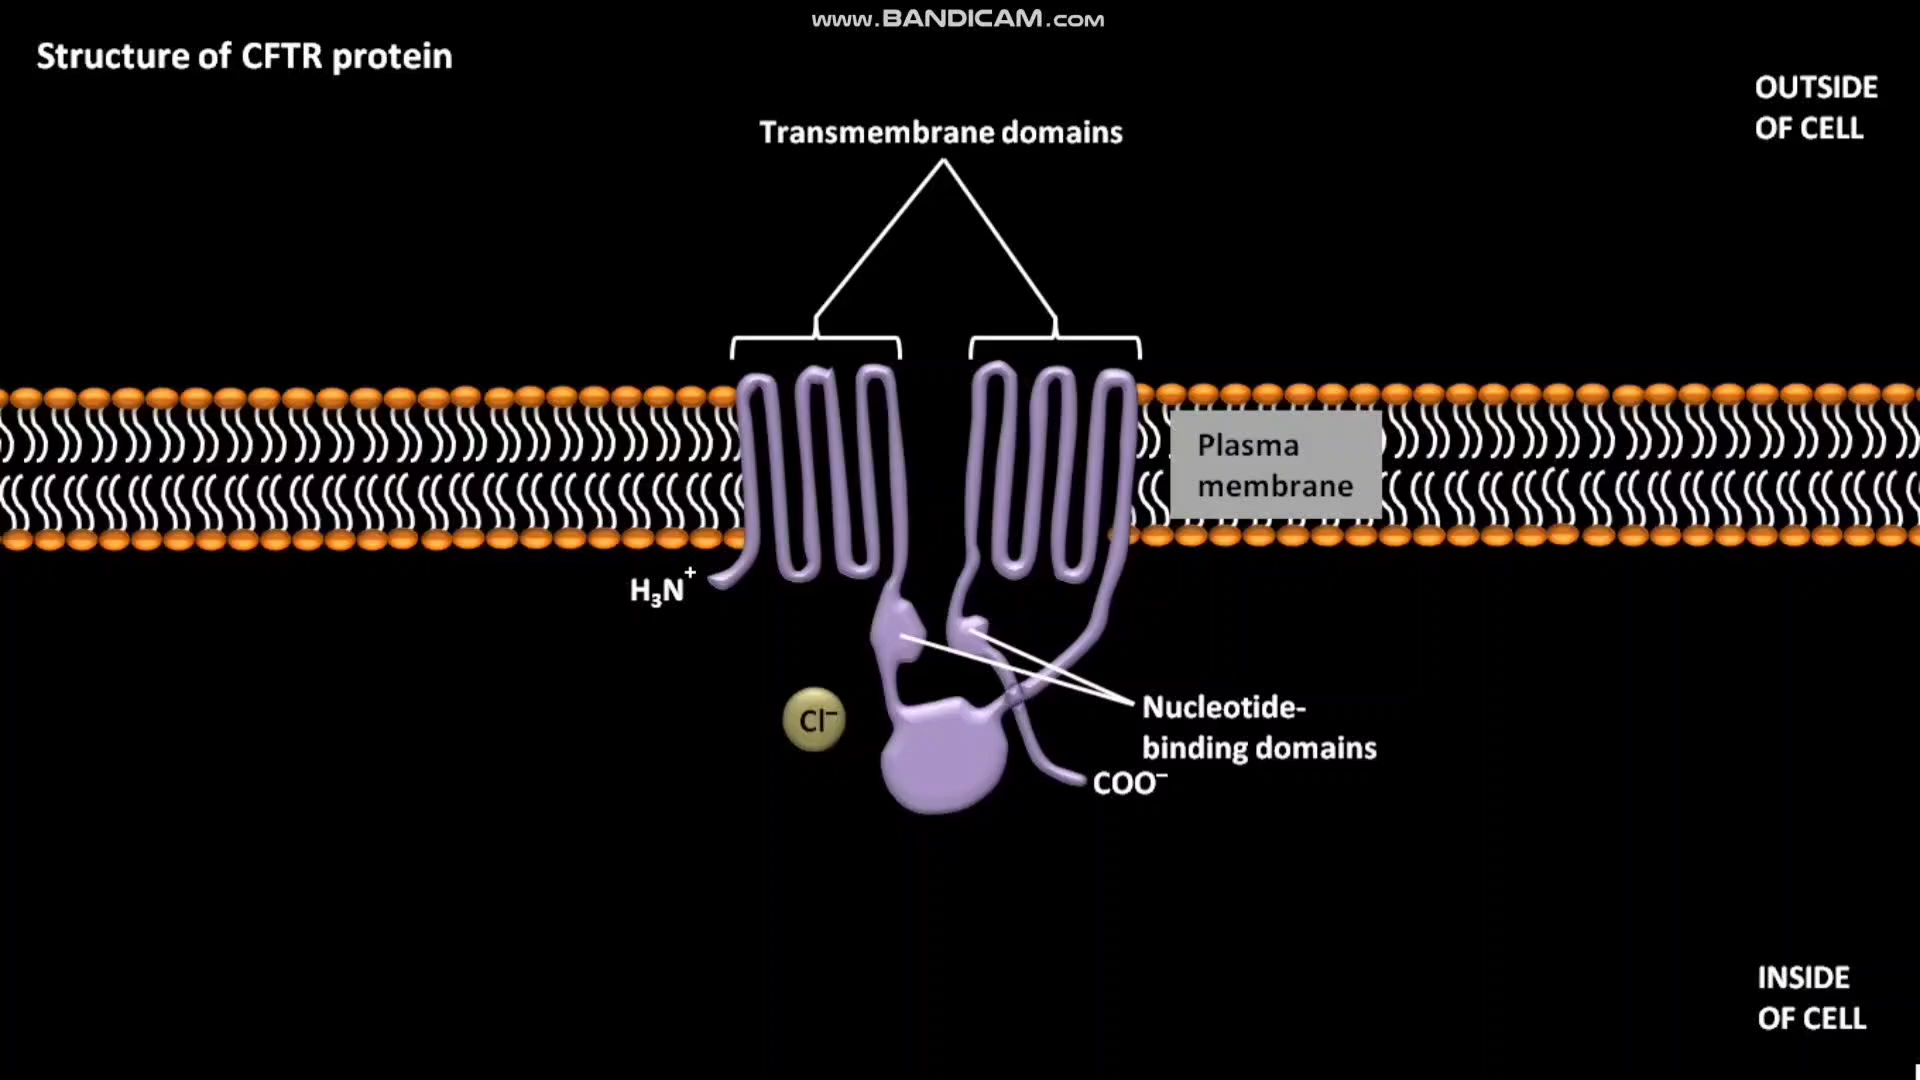 www.BANDICAM.com
Structure of CFTR protein
OUTSIDE
OF CELL
Transmembrane domains
Plasma
membrane
H₃N⁺
Cl⁻
Nucleotide-
binding domains
COO⁻
INSIDE
OF CELL